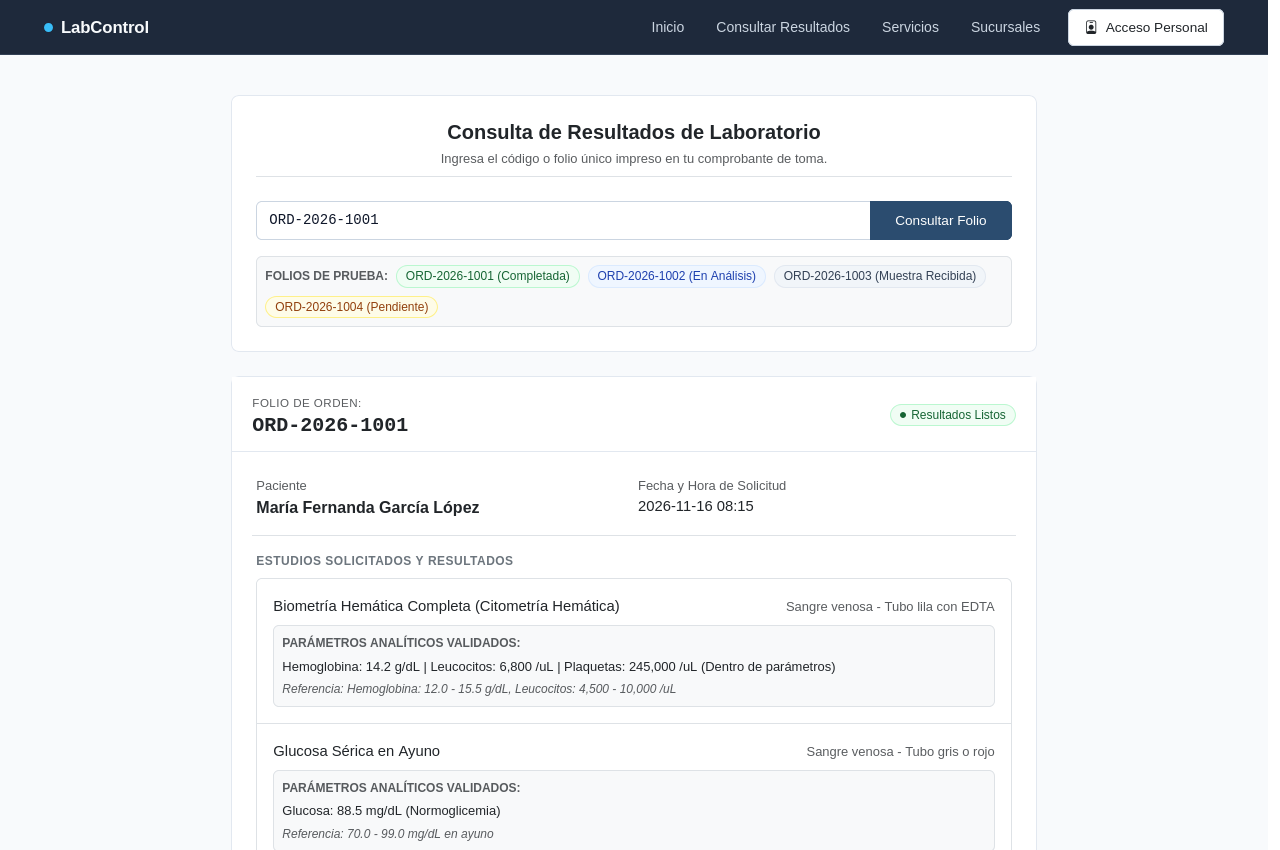 LabControl
Inicio
Consultar Resultados
Servicios
Sucursales
Acceso Personal
Consulta de Resultados de Laboratorio
Ingresa el código o folio único impreso en tu comprobante de toma.
ORD-2026-1001
Consultar Folio
FOLIOS DE PRUEBA: ORD-2026-1001 (Completada) ORD-2026-1002 (En Análisis) ORD-2026-1003 (Muestra Recibida)
ORD-2026-1004 (Pendiente)
FOLIO DE ORDEN:
ORD-2026-1001
Resultados Listos
Paciente
María Fernanda García López
Fecha y Hora de Solicitud
2026-11-16 08:15
ESTUDIOS SOLICITADOS Y RESULTADOS
Biometría Hemática Completa (Citometría Hemática)
Sangre venosa - Tubo lila con EDTA
PARÁMETROS ANALÍTICOS VALIDADOS:
Hemoglobina: 14.2 g/dL | Leucocitos: 6,800 /uL | Plaquetas: 245,000 /uL (Dentro de parámetros)
Referencia: Hemoglobina: 12.0 - 15.5 g/dL, Leucocitos: 4,500 - 10,000 /uL
Glucosa Sérica en Ayuno
Sangre venosa - Tubo gris o rojo
PARÁMETROS ANALÍTICOS VALIDADOS:
Glucosa: 88.5 mg/dL (Normoglicemia)
Referencia: 70.0 - 99.0 mg/dL en ayuno